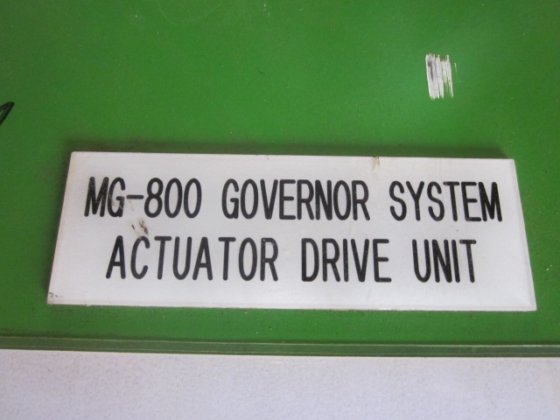 MG-800 GOVERNOR SYSTEM
ACTUATOR DRIVE UNIT